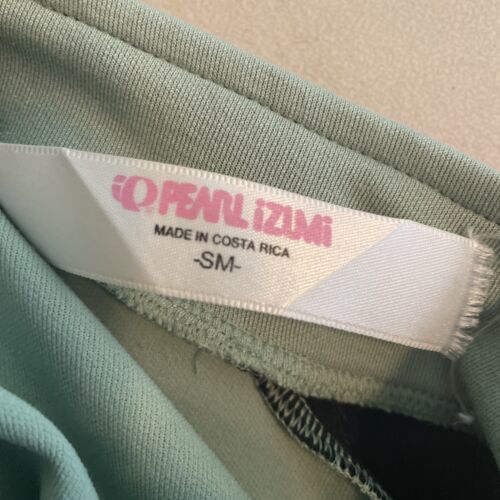 PEARL iZUMi
MADE IN COSTA RICA
-SM-